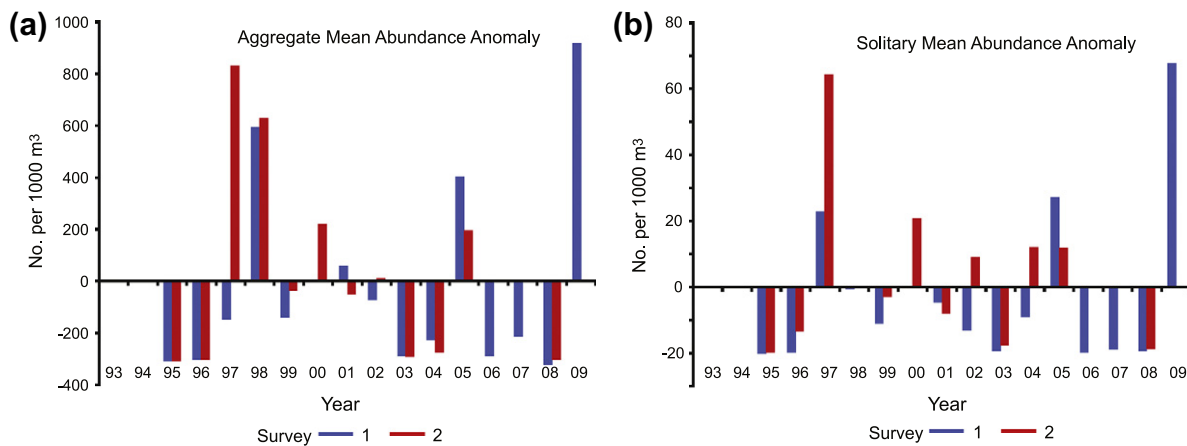 (a)
Aggregate Mean Abundance Anomaly
No. per 1000 m³
1000
800
600
400
200
0
-200
-400
93 94 95 96 97 98 99 00 01 02 03 04 05 06 07 08 09
Year
Survey 1 2
(b)
Solitary Mean Abundance Anomaly
No. per 1000 m³
80
60
40
20
0
-20
93 94 95 96 97 98 99 00 01 02 03 04 05 06 07 08 09
Year
Survey 1 2